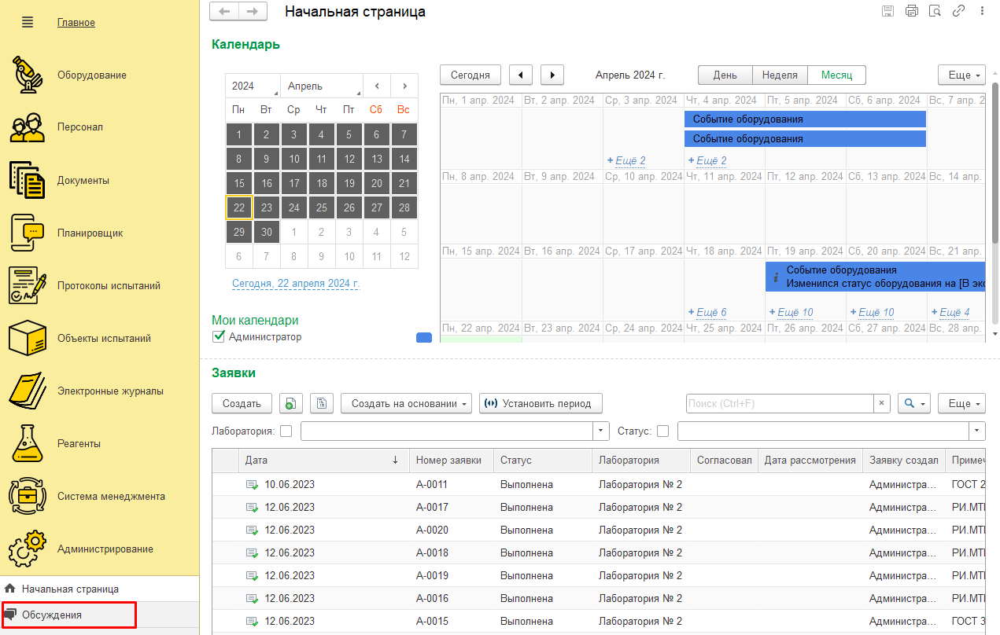 Главное
Оборудование
Персонал
Документы
Планировщик
Протоколы испытаний
Объекты испытаний
Электронные журналы
Реагенты
Система менеджмента
Администрирование
Начальная страница
Обсуждения
Начальная страница
Календарь
2024 Апрель
Пн Вт Ср Чт Пт Сб Вс
1 2 3 4 5 6 7
8 9 10 11 12 13 14
15 16 17 18 19 20 21
22 23 24 25 26 27 28
29 30 1 2 3 4 5
6 7 8 9 10 11 12
Сегодня, 22 апреля 2024 г.
Мои календари
Администратор
Сегодня Апрель 2024 г. День Неделя Месяц Еще
Пн, 1 апр. 2024 Вт, 2 апр. 2024 Ср, 3 апр. 2024 Чт, 4 апр. 2024 Пт, 5 апр. 2024 Сб, 6 апр. 2024 Вс, 7 апр. 2
Событие оборудования
Событие оборудования
+ Ещё 2 + Ещё 2
Пн, 8 апр. 2024 Вт, 9 апр. 2024 Ср, 10 апр. 2024 Чт, 11 апр. 2024 Пт, 12 апр. 2024 Сб, 13 апр. 2024 Вс, 14 апр.
Пн, 15 апр. 2024 Вт, 16 апр. 2024 Ср, 17 апр. 2024 Чт, 18 апр. 2024 Пт, 19 апр. 2024 Сб, 20 апр. 2024 Вс, 21 апр.
Событие оборудования
Изменился статус оборудования на [В экс
+ Ещё 6 + Ещё 10 + Ещё 10 + Ещё 4
Пн, 22 апр. 2024 Вт, 23 апр. 2024 Ср, 24 апр. 2024 Чт, 25 апр. 2024 Пт, 26 апр. 2024 Сб, 27 апр. 2024 Вс, 28 апр.
Заявки
Создать Создать на основании Установить период Поиск (Ctrl+F) × Еще
Лаборатория: Статус:
Дата ↓ Номер заявки Статус Лаборатория Согласовал Дата рассмотрения Заявку создал Примеч
10.06.2023 А-0011 Выполнена Лаборатория № 2 Администра... ГОСТ 2
12.06.2023 А-0017 Выполнена Лаборатория № 2 Администра... РИ.МТІ
12.06.2023 А-0020 Выполнена Лаборатория № 2 Администра... РИ.МТІ
12.06.2023 А-0018 Выполнена Лаборатория № 2 Администра... РИ.МТІ
12.06.2023 А-0019 Выполнена Лаборатория № 2 Администра... РИ.МТІ
12.06.2023 А-0016 Выполнена Лаборатория № 2 Администра... РИ.МТІ
12.06.2023 А-0015 Выполнена Лаборатория № 2 Администра... ГОСТ 3